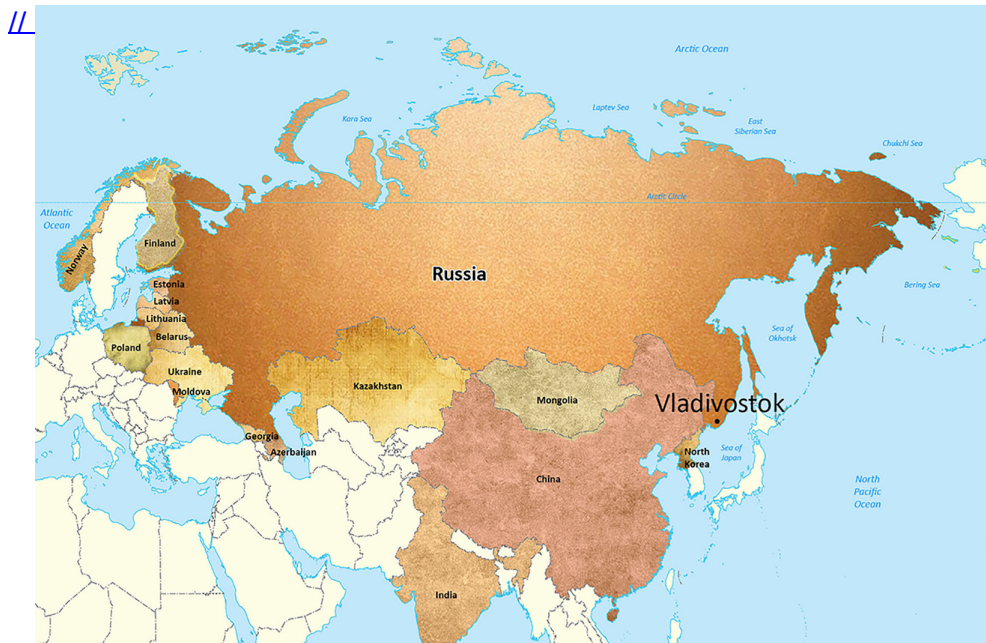 //
Arctic Ocean
Kara Sea
Laptev Sea
East
Siberian Sea
Chukchi Sea
Arctic Circle
Atlantic
Ocean
Norway
Finland
Russia
Bering Sea
Estonia
Latvia
Lithuania
Belarus
Poland
Sea of
Okhotsk
Ukraine
Moldova
Kazakhstan
Mongolia
Vladivostok
Georgia
Azerbaijan
North
Korea
Sea of
Japan
China
North
Pacific
Ocean
India